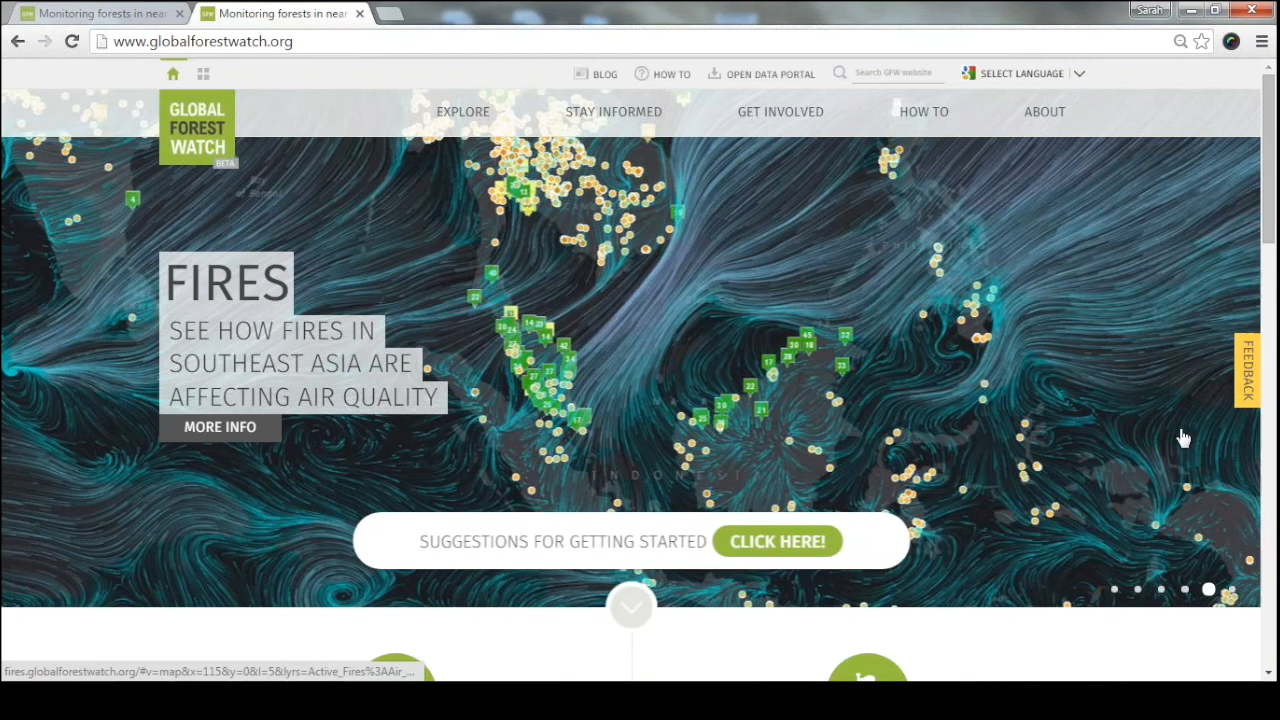 Monitoring forests in near
Monitoring forests in near
Sarah
www.globalforestwatch.org
BLOG
HOW TO
OPEN DATA PORTAL
Search GFW website
SELECT LANGUAGE
GLOBAL
FOREST
WATCH
BETA
EXPLORE
STAY INFORMED
GET INVOLVED
HOW TO
ABOUT
FIRES
SEE HOW FIRES IN
SOUTHEAST ASIA ARE
AFFECTING AIR QUALITY
MORE INFO
FEEDBACK
SUGGESTIONS FOR GETTING STARTED CLICK HERE!
fires.globalforestwatch.org/#v=map&x=115&y=0&l=5&lyrs=Active_Fires%3AAir_...